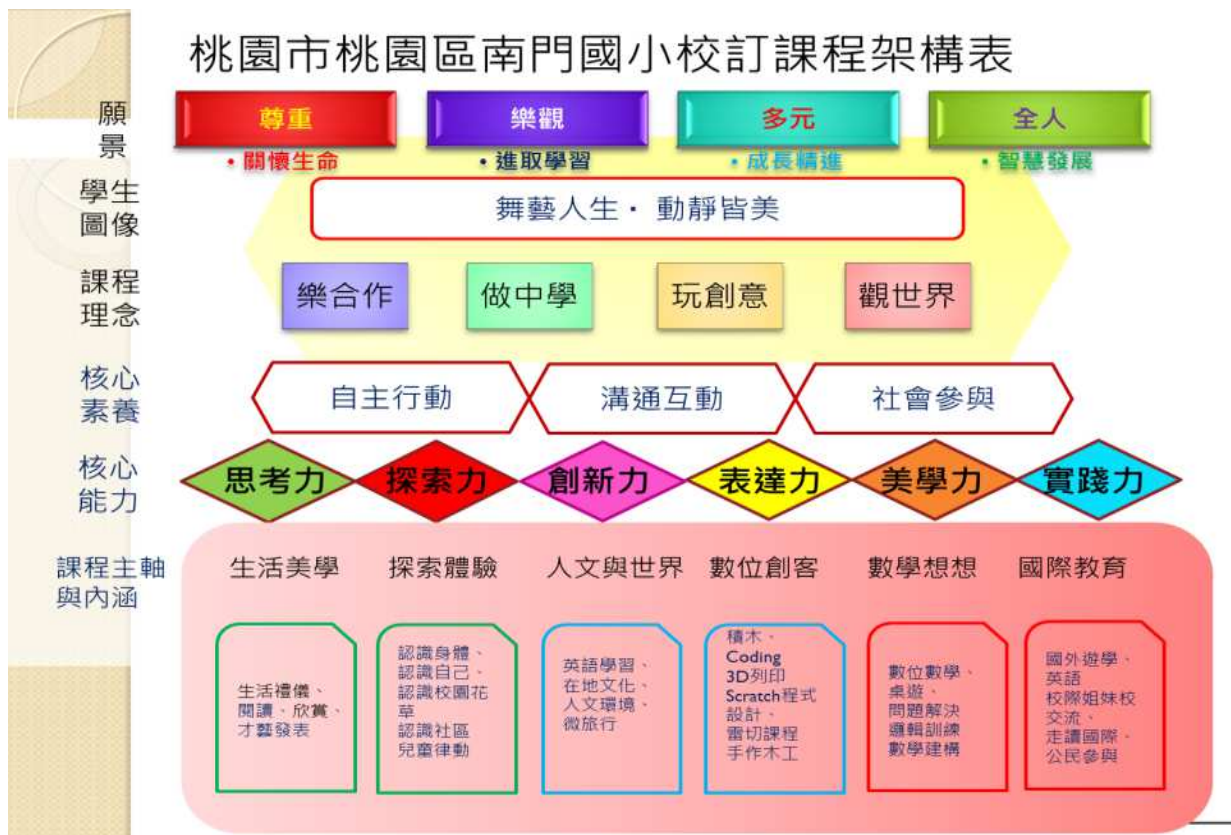 桃園市桃園區南門國小校訂課程架構表
願景
尊重
樂觀
多元
全人
•關懷生命
•進取學習
•成長精進
•智慧發展
學生
圖像
舞藝人生・動靜皆美
課程
理念
樂合作
做中學
玩創意
觀世界
核心
素養
自主行動
溝通互動
社會參與
核心
能力
思考力
探索力
創新力
表達力
美學力
實踐力
課程主軸
與內涵
生活美學
探索體驗
人文與世界
數位創客
數學想想
國際教育
生活禮儀、
閱讀、欣賞、
才藝發表
認識身體、
認識自己、
認識校園花
草
認識社區
兒童律動
英語學習、
在地文化、
人文環境、
微旅行
積木、
Coding
3D列印
Scratch程式
設計、
雷切課程
手作木工
數位數學、
桌遊、
問題解決
邏輯訓練
數學建構
國外遊學、
英語
校際姐妹校
交流、
走讀國際、
公民參與